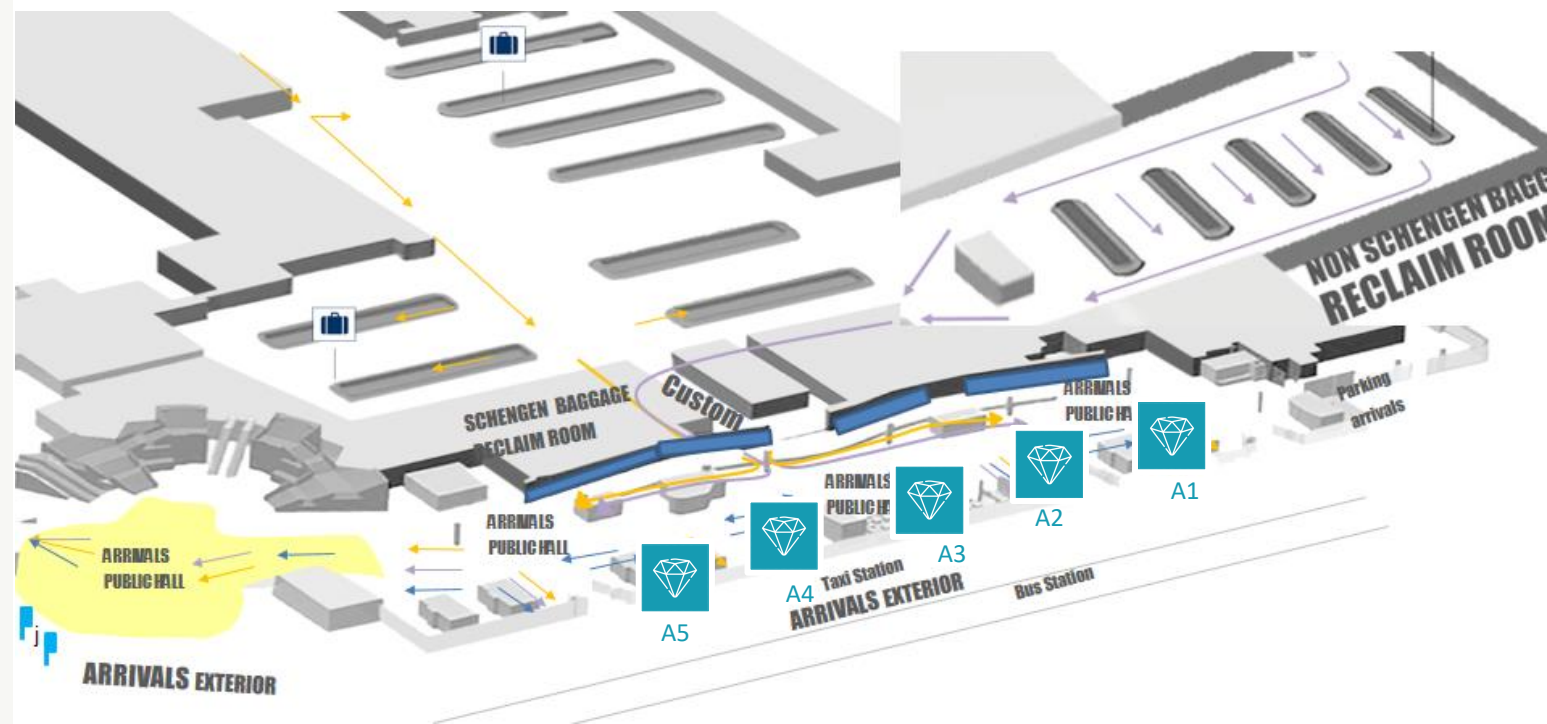 NON SCHENGEN BAGG
RECLAIM ROOM
SCHENGEN BAGGAGE
RECLAIM ROOM
Custom
ARRIVALS
PUBLIC HA
Parking
arrivals
A1
A2
ARRIVALS
PUBLIC H
A3
ARRIVALS
PUBLIC HALL
A4
Taxi Station
ARRIVALS EXTERIOR
Bus Station
A5
ARRIVALS
PUBLIC HALL
j
ARRIVALS EXTERIOR